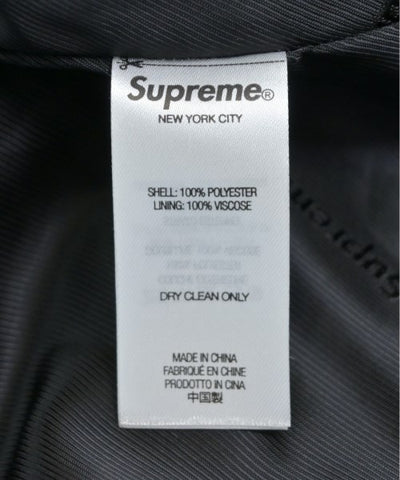 Supreme®
NEW YORK CITY
SHELL: 100% POLYESTER
LINING: 100% VISCOSE
DRY CLEAN ONLY
MADE IN CHINA
FABRIQUÉ EN CHINE
PRODOTTO IN CINA
中国製